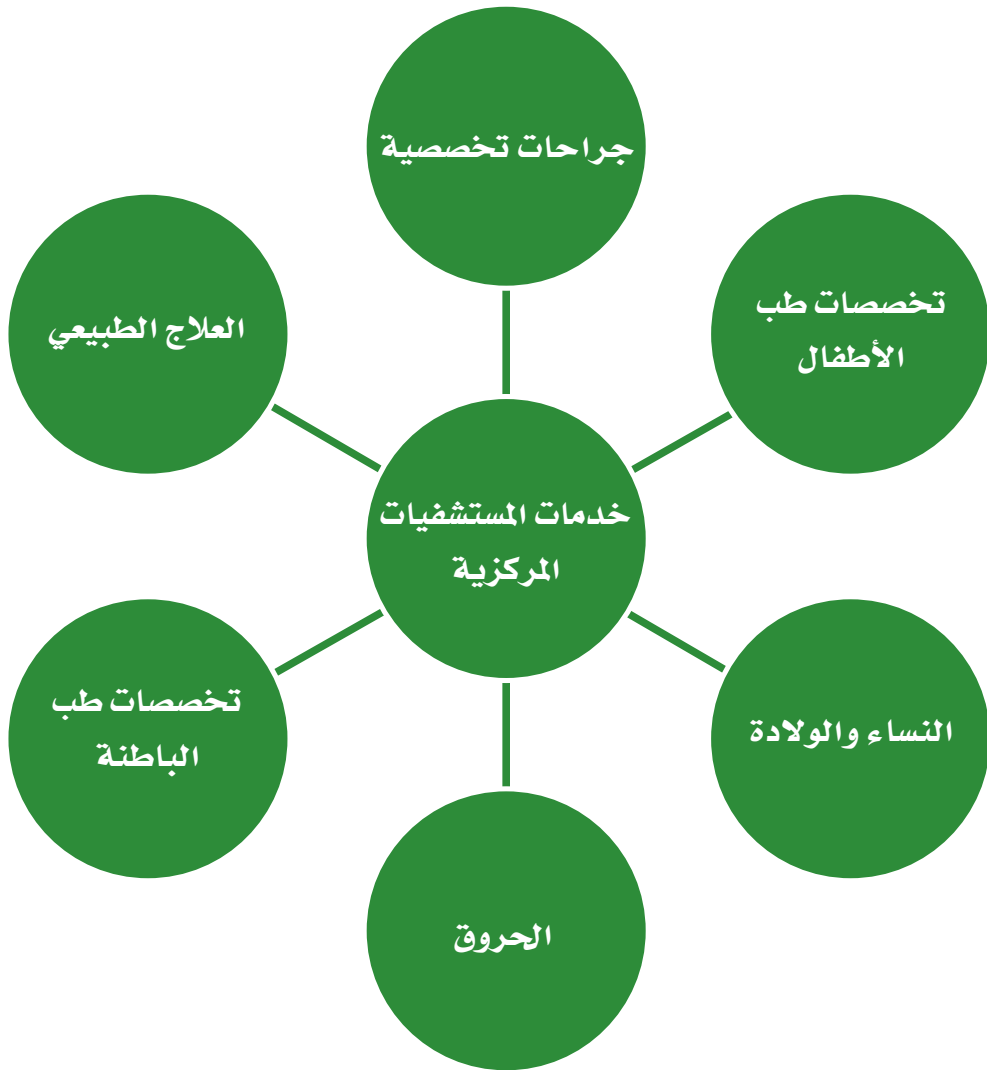 جراحات تخصصية
تخصصات طب
الأطفال
العلاج الطبيعي
خدمات المستشفيات
المركزية
النساء والولادة
تخصصات طب
الباطنة
الحروق